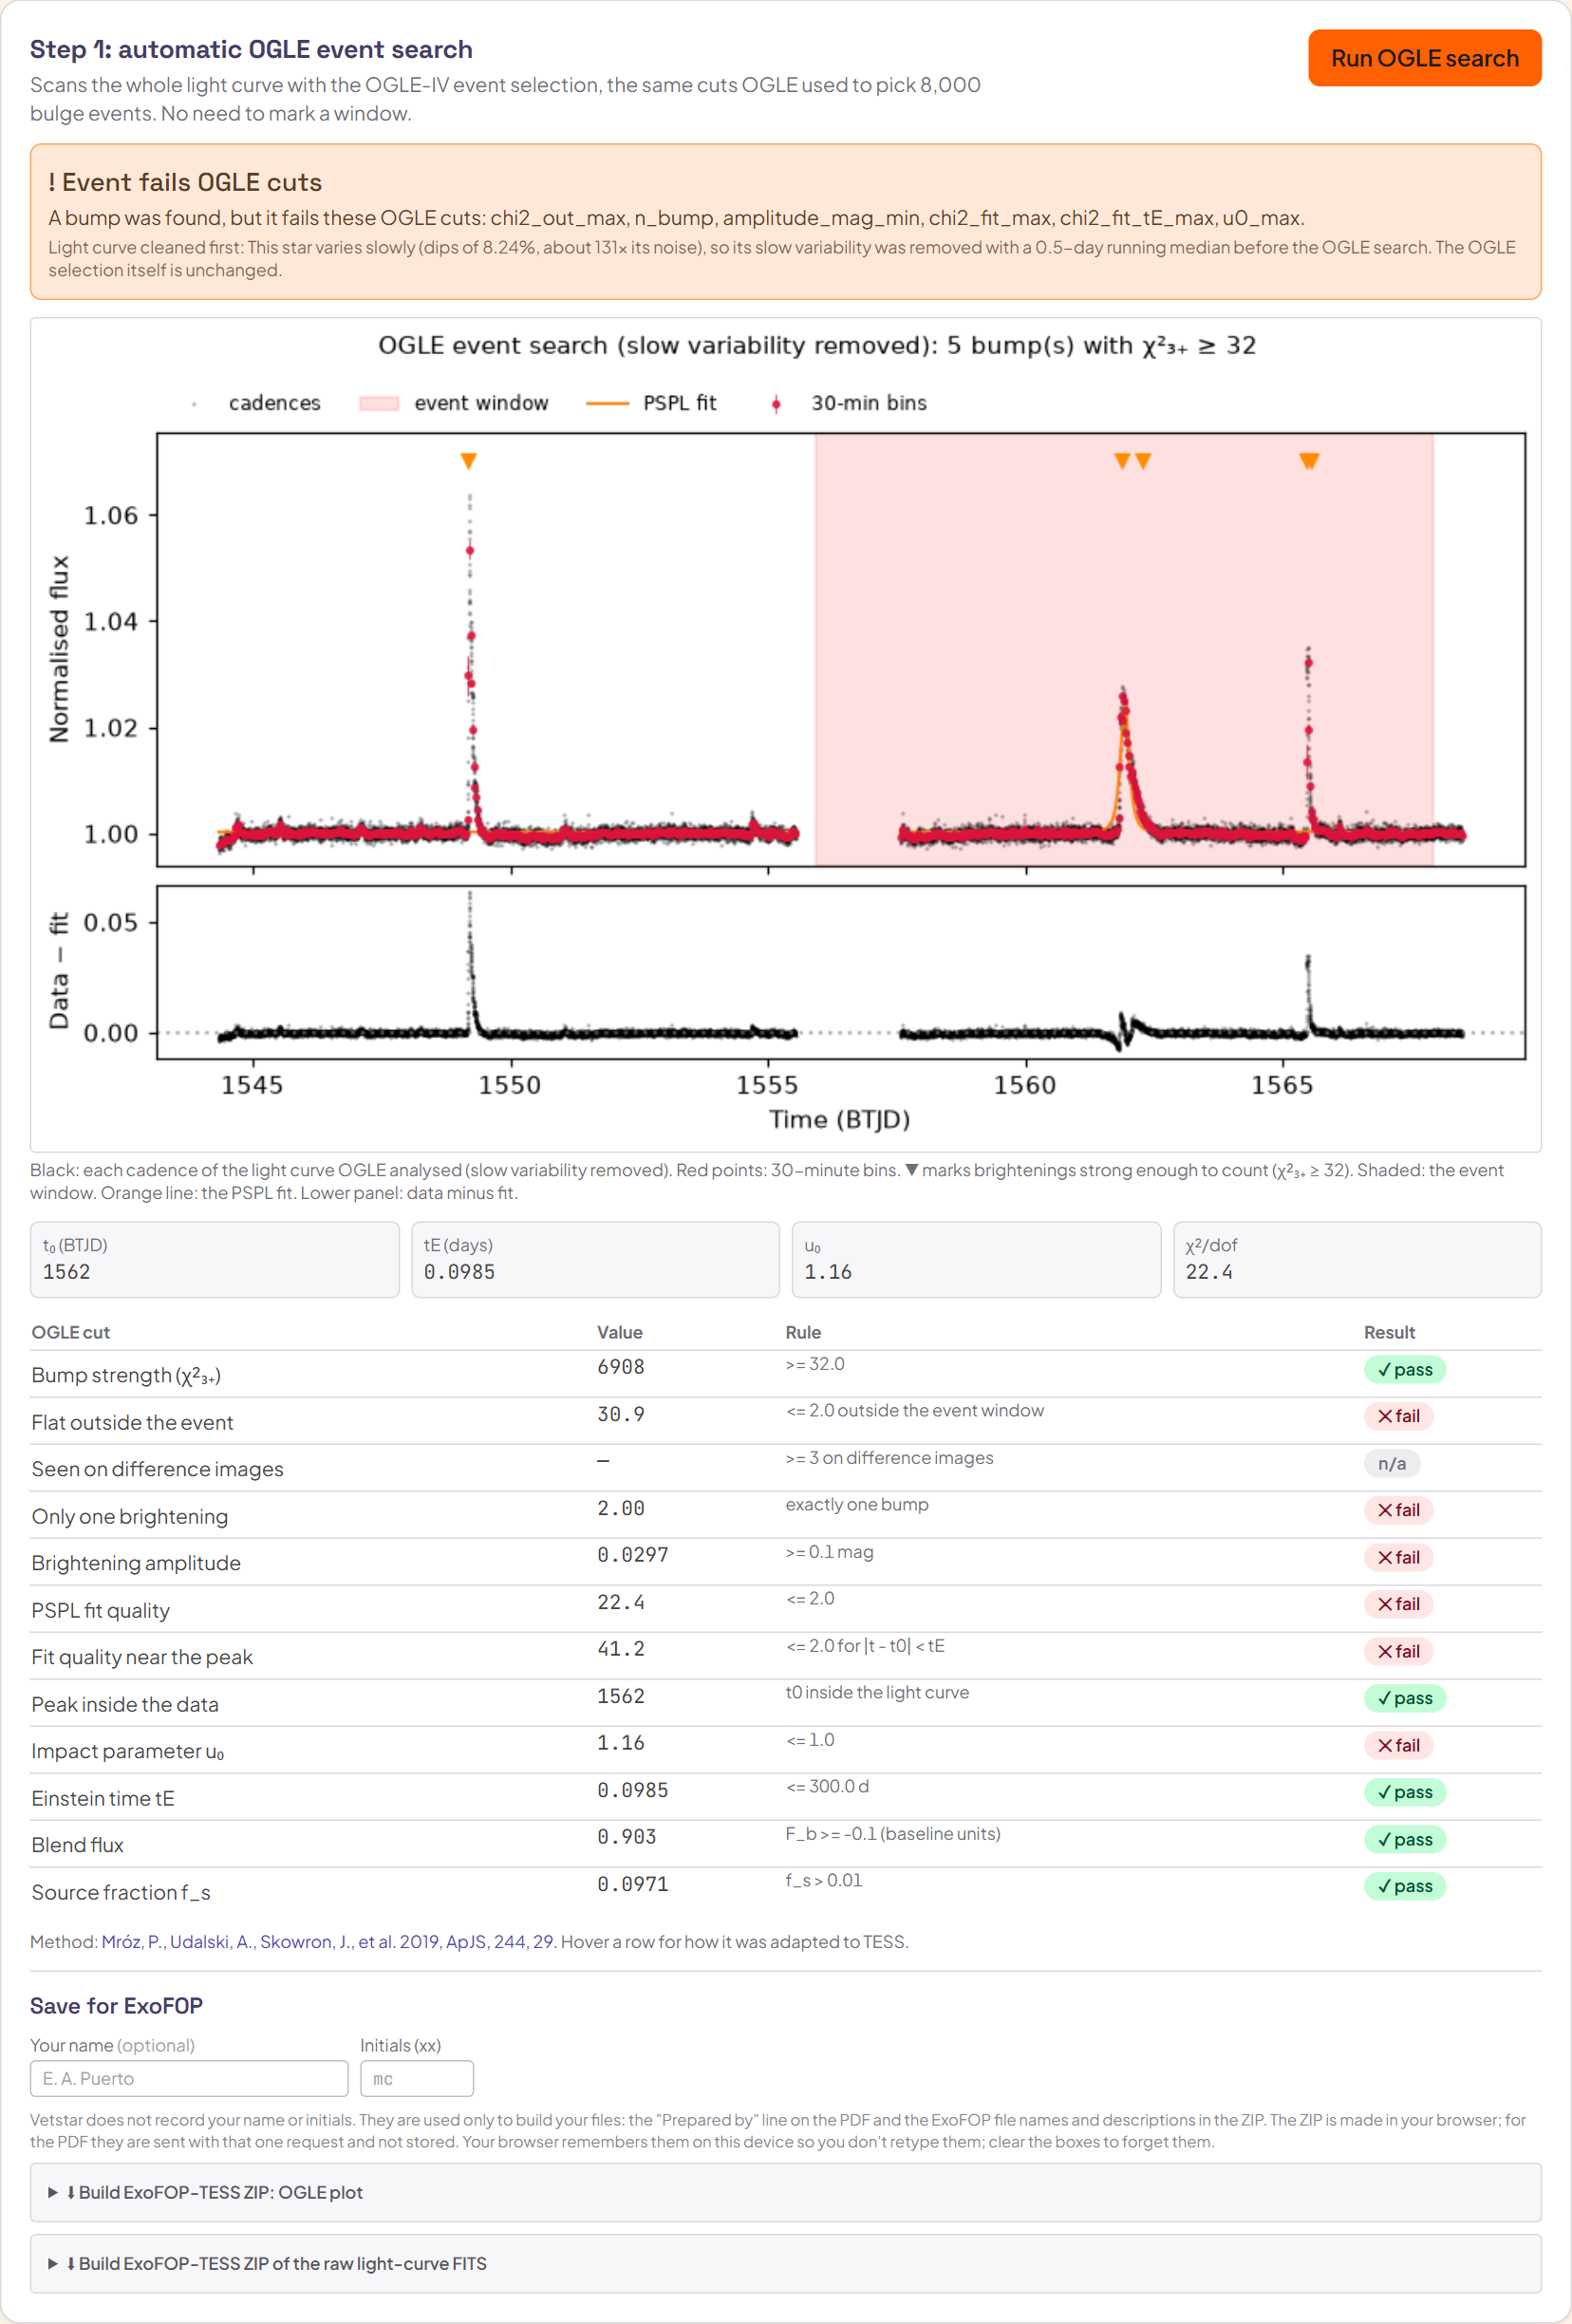 Step 1: automatic OGLE event search
Run OGLE search
Scans the whole light curve with the OGLE-IV event selection, the same cuts OGLE used to pick 8,000
bulge events. No need to mark a window.
! Event fails OGLE cuts
A bump was found, but it fails these OGLE cuts: chi2_out_max, n_bump, amplitude_mag_min, chi2_fit_max, chi2_fit_tE_max, u0_max.
Light curve cleaned first: This star varies slowly (dips of 8.24%, about 131× its noise), so its slow variability was removed with a 0.5-day running median before the OGLE search. The OGLE
selection itself is unchanged.
OGLE event search (slow variability removed): 5 bump(s) with χ²₃₊ ≥ 32
cadences event window PSPL fit 30-min bins
Normalised flux
1.06
1.04
1.02
1.00
Data − fit
0.05
0.00
1545 1550 1555 1560 1565
Time (BTJD)
Black: each cadence of the light curve OGLE analysed (slow variability removed). Red points: 30-minute bins. ▼ marks brightenings strong enough to count (χ²₃₊ ≥ 32). Shaded: the event
window. Orange line: the PSPL fit. Lower panel: data minus fit.
t₀ (BTJD) tE (days) u₀ χ²/dof
1562 0.0985 1.16 22.4
OGLE cut Value Rule Result
Bump strength (χ²₃₊) 6908 >= 32.0 ✓ pass
Flat outside the event 30.9 <= 2.0 outside the event window ✕ fail
Seen on difference images — >= 3 on difference images n/a
Only one brightening 2.00 exactly one bump ✕ fail
Brightening amplitude 0.0297 >= 0.1 mag ✕ fail
PSPL fit quality 22.4 <= 2.0 ✕ fail
Fit quality near the peak 41.2 <= 2.0 for |t - t0| < tE ✕ fail
Peak inside the data 1562 t0 inside the light curve ✓ pass
Impact parameter u₀ 1.16 <= 1.0 ✕ fail
Einstein time tE 0.0985 <= 300.0 d ✓ pass
Blend flux 0.903 F_b >= -0.1 (baseline units) ✓ pass
Source fraction f_s 0.0971 f_s > 0.01 ✓ pass
Method: Mróz, P., Udalski, A., Skowron, J., et al. 2019, ApJS, 244, 29. Hover a row for how it was adapted to TESS.
Save for ExoFOP
Your name (optional) Initials (xx)
E. A. Puerto mc
Vetstar does not record your name or initials. They are used only to build your files: the "Prepared by" line on the PDF and the ExoFOP file names and descriptions in the ZIP. The ZIP is made in your browser; for
the PDF they are sent with that one request and not stored. Your browser remembers them on this device so you don't retype them; clear the boxes to forget them.
▶ ⬇ Build ExoFOP-TESS ZIP: OGLE plot
▶ ⬇ Build ExoFOP-TESS ZIP of the raw light-curve FITS